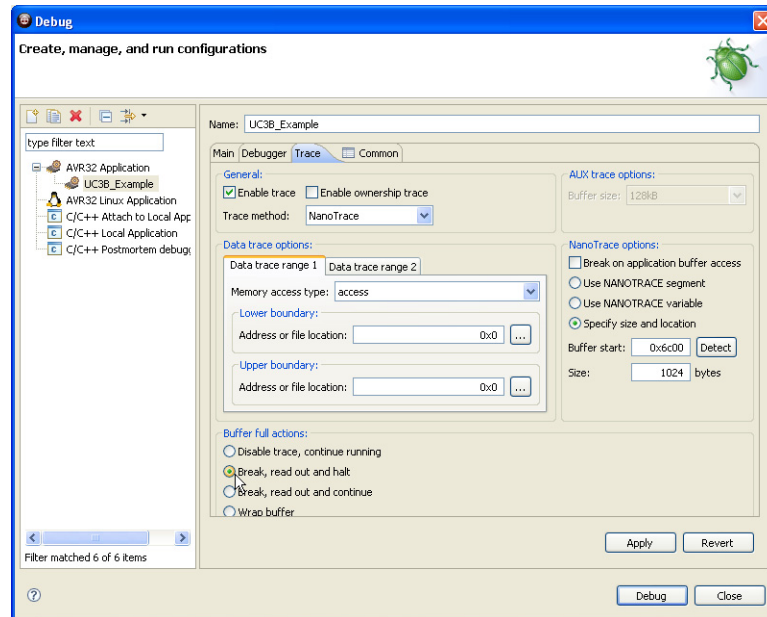 Debug
Create, manage, and run configurations
type filter text
AVR32 Application
UC3B_Example
AVR32 Linux Application
C/C++ Attach to Local App
C/C++ Local Application
C/C++ Postmortem debugg
Filter matched 6 of 6 items
Name: UC3B_Example
Main Debugger Trace Common
General:
Enable trace Enable ownership trace
Trace method: NanoTrace
AUX trace options:
Buffer size: 128kB
Data trace options:
Data trace range 1 Data trace range 2
Memory access type: access
Lower boundary:
Address or file location: 0x0 ...
Upper boundary:
Address or file location: 0x0 ...
NanoTrace options:
Break on application buffer access
Use NANOTRACE segment
Use NANOTRACE variable
Specify size and location
Buffer start: 0x6c00 Detect
Size: 1024 bytes
Buffer full actions:
Disable trace, continue running
Break, read out and halt
Break, read out and continue
Wrap buffer
Apply Revert
Debug Close